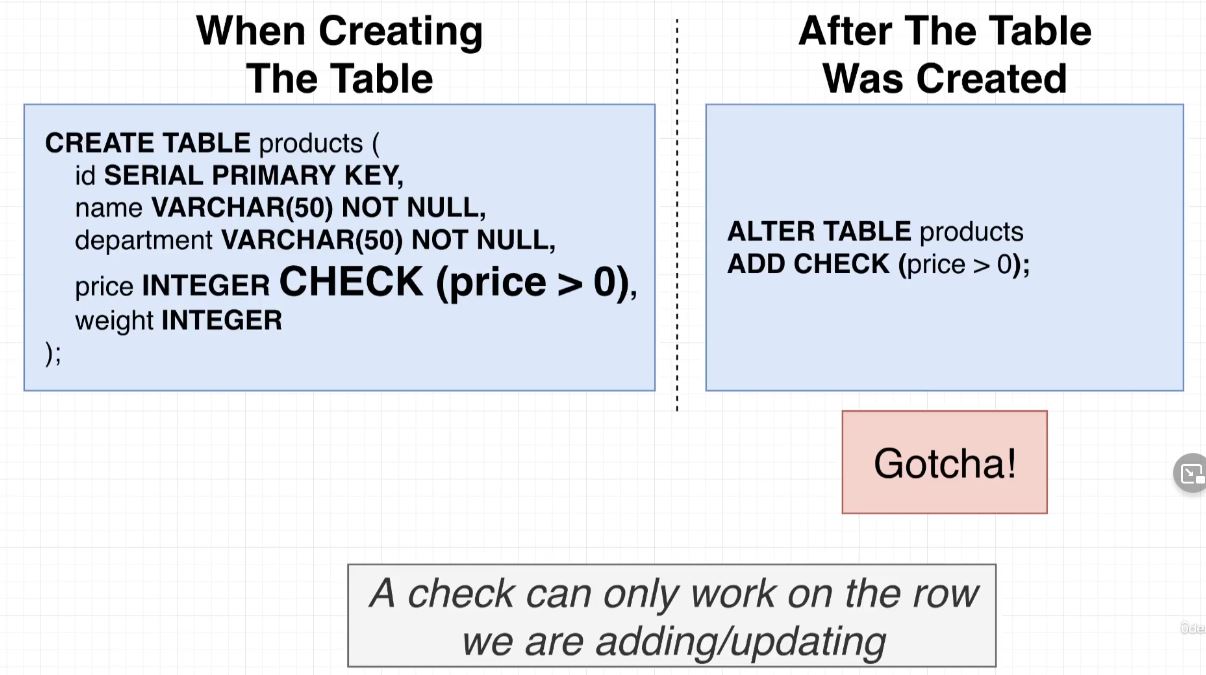 When Creating
The Table
CREATE TABLE products (
id SERIAL PRIMARY KEY,
name VARCHAR(50) NOT NULL,
department VARCHAR(50) NOT NULL,
price INTEGER CHECK (price > 0),
weight INTEGER
);
After The Table
Was Created
ALTER TABLE products
ADD CHECK (price > 0);
Gotcha!
A check can only work on the row
we are adding/updating